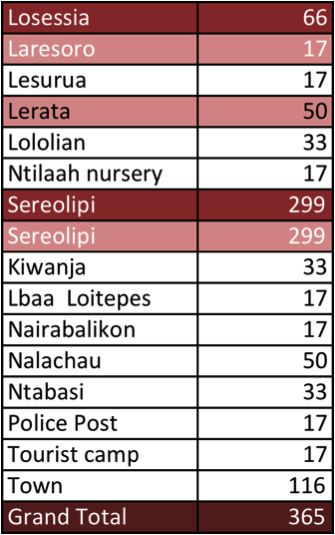 Losessia 66
Laresoro 17
Lesurua 17
Lerata 50
Lololian 33
Ntilaah nursery 17
Sereolipi 299
Sereolipi 299
Kiwanja 33
Lbaa Loitepes 17
Nairabalikon 17
Nalachau 50
Ntabasi 33
Police Post 17
Tourist camp 17
Town 116
Grand Total 365